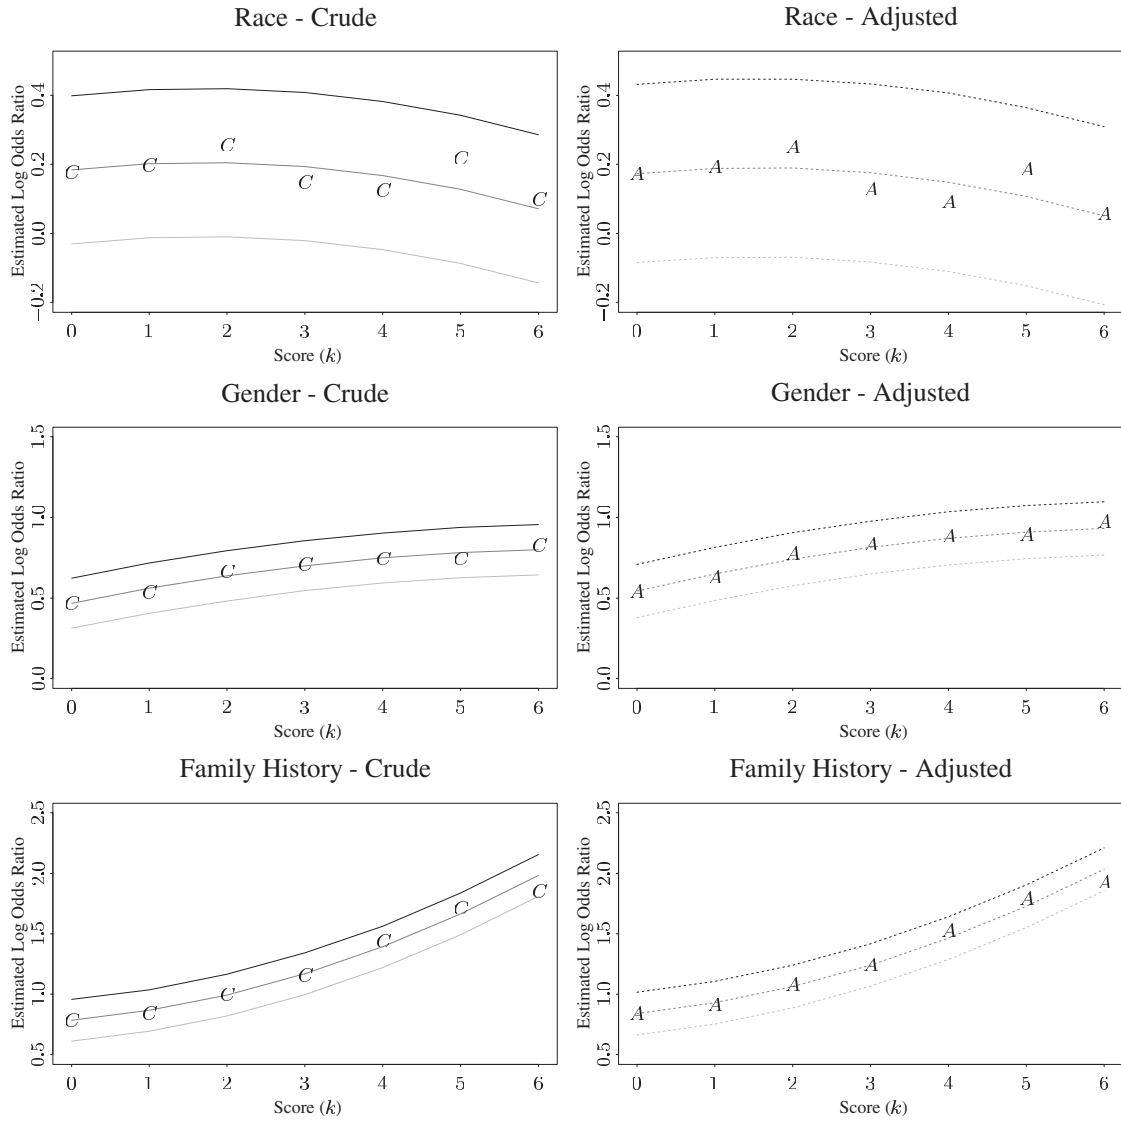 Race - Crude
Estimated Log Odds Ratio
0.4
0.2
0.0
−0.2
C C C C C C C
0 1 2 3 4 5 6
Score (k)
Race - Adjusted
Estimated Log Odds Ratio
0.4
0.2
0.0
−0.2
A A A A A A A
0 1 2 3 4 5 6
Score (k)
Gender - Crude
Estimated Log Odds Ratio
1.5
1.0
0.5
0.0
C C C C C C C
0 1 2 3 4 5 6
Score (k)
Gender - Adjusted
Estimated Log Odds Ratio
1.5
1.0
0.5
0.0
A A A A A A A
0 1 2 3 4 5 6
Score (k)
Family History - Crude
Estimated Log Odds Ratio
2.5
2.0
1.5
1.0
0.5
C C C C C C C
0 1 2 3 4 5 6
Score (k)
Family History - Adjusted
Estimated Log Odds Ratio
2.5
2.0
1.5
1.0
0.5
A A A A A A A
0 1 2 3 4 5 6
Score (k)